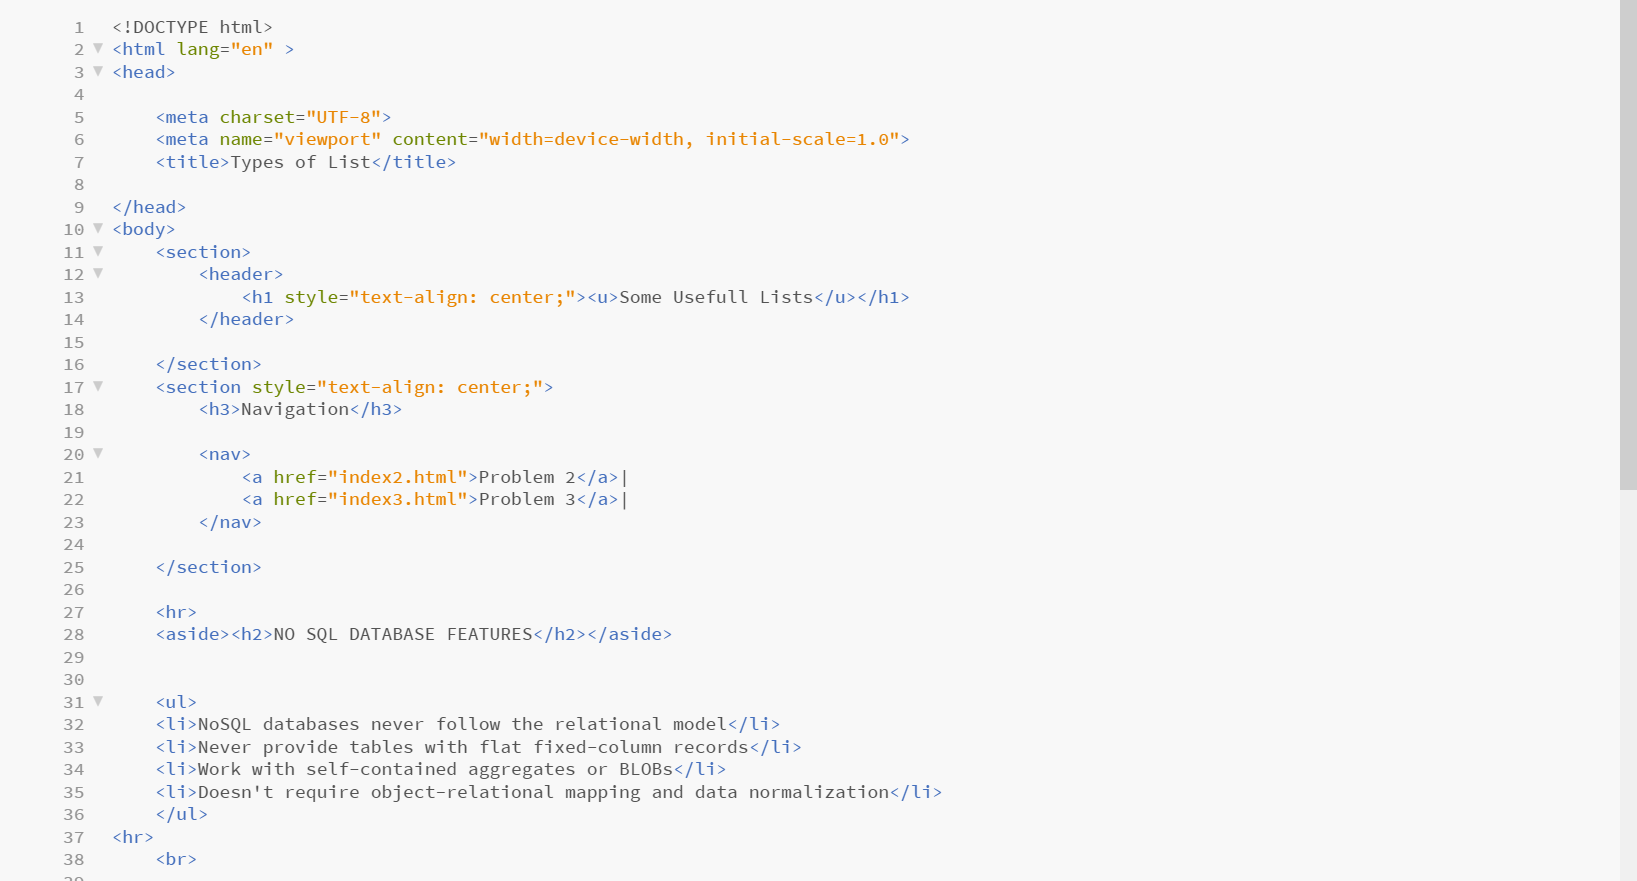 1 <!DOCTYPE html>
2 <html lang="en" >
3 <head>
4
5     <meta charset="UTF-8">
6     <meta name="viewport" content="width=device-width, initial-scale=1.0">
7     <title>Types of List</title>
8
9 </head>
10 <body>
11     <section>
12         <header>
13             <h1 style="text-align: center;"><u>Some Usefull Lists</u></h1>
14         </header>
15
16     </section>
17     <section style="text-align: center;">
18         <h3>Navigation</h3>
19
20         <nav>
21             <a href="index2.html">Problem 2</a>|
22             <a href="index3.html">Problem 3</a>|
23         </nav>
24
25     </section>
26
27     <hr>
28     <aside><h2>NO SQL DATABASE FEATURES</h2></aside>
29
30
31     <ul>
32     <li>NoSQL databases never follow the relational model</li>
33     <li>Never provide tables with flat fixed-column records</li>
34     <li>Work with self-contained aggregates or BLOBs</li>
35     <li>Doesn't require object-relational mapping and data normalization</li>
36     </ul>
37 <hr>
38     <br>